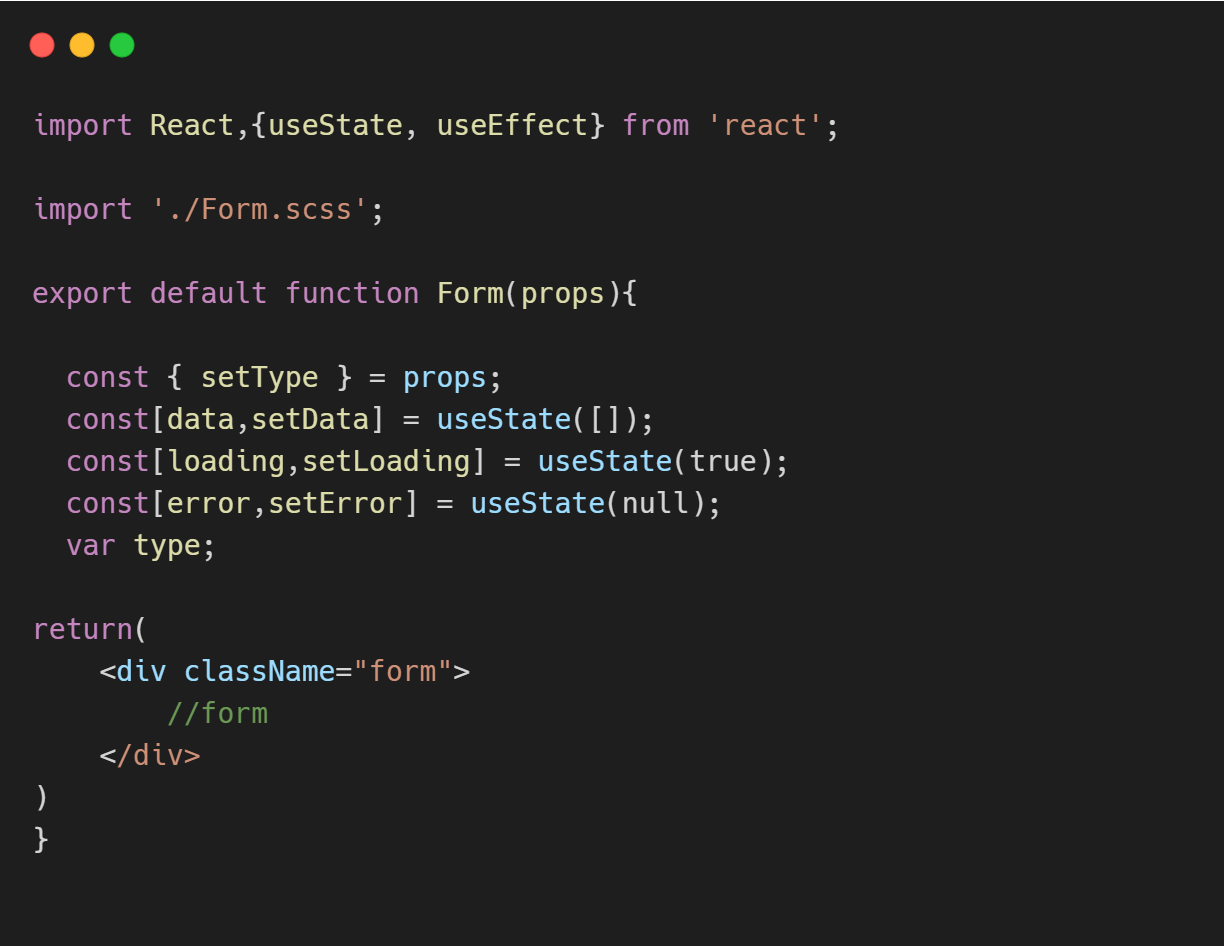 import React,{useState, useEffect} from 'react';
import './Form.scss';
export default function Form(props){
  const { setType } = props;
  const[data,setData] = useState([]);
  const[loading,setLoading] = useState(true);
  const[error,setError] = useState(null);
  var type;
return(
    <div className="form">
        //form
    </div>
)
}